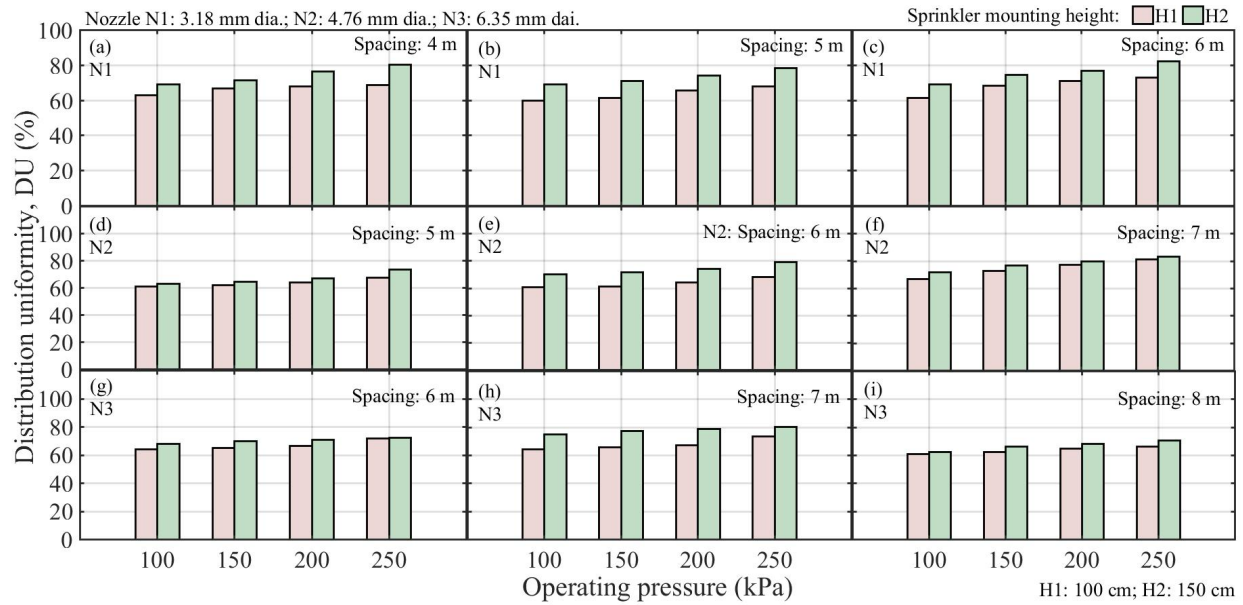 Nozzle N1: 3.18 mm dia.; N2: 4.76 mm dia.; N3: 6.35 mm dai.
Sprinkler mounting height: H1 H2
Distribution uniformity, DU (%)
(a)
N1
Spacing: 4 m
(b)
N1
Spacing: 5 m
(c)
N1
Spacing: 6 m
100
80
60
40
20
0
(d)
N2
Spacing: 5 m
(e)
N2
N2: Spacing: 6 m
(f)
N2
Spacing: 7 m
100
80
60
40
20
0
(g)
N3
Spacing: 6 m
(h)
N3
Spacing: 7 m
(i)
N3
Spacing: 8 m
100
80
60
40
20
0
100 150 200 250 100 150 200 250 100 150 200 250
Operating pressure (kPa)
H1: 100 cm; H2: 150 cm